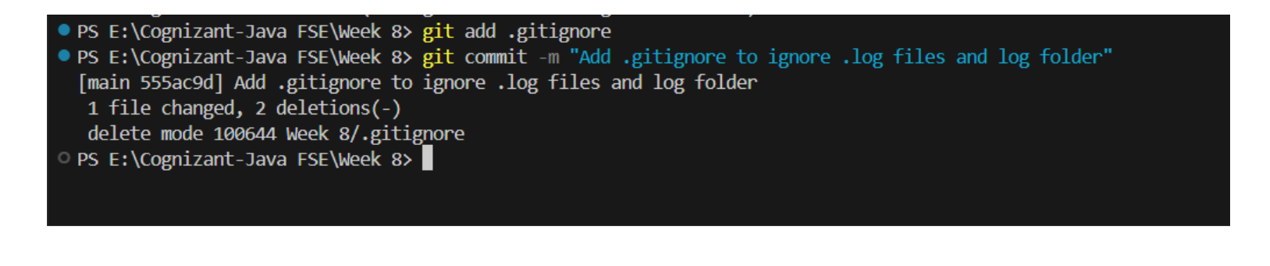 PS E:\Cognizant-Java FSE\Week 8> git add .gitignore
PS E:\Cognizant-Java FSE\Week 8> git commit -m "Add .gitignore to ignore .log files and log folder"
[main 555ac9d] Add .gitignore to ignore .log files and log folder
1 file changed, 2 deletions(-)
delete mode 100644 Week 8/.gitignore
PS E:\Cognizant-Java FSE\Week 8>